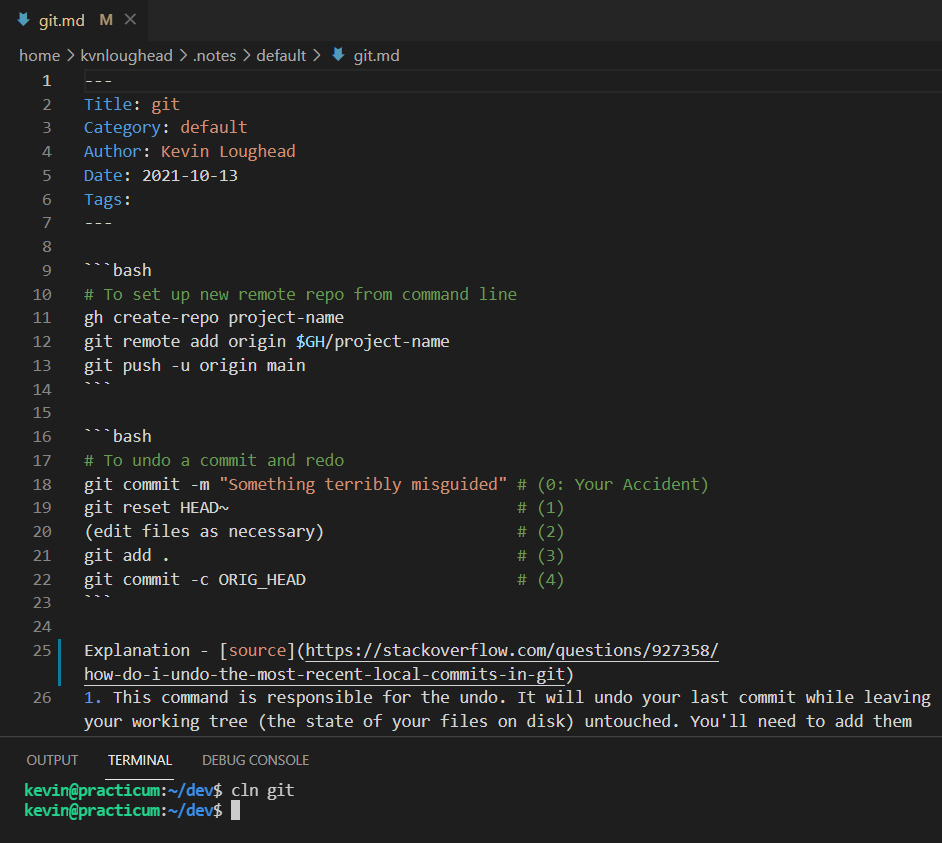 git.md M
home > kvnloughead > .notes > default > git.md
1 ---
2 Title: git
3 Category: default
4 Author: Kevin Loughead
5 Date: 2021-10-13
6 Tags:
7 ---
8
9 ```bash
10 # To set up new remote repo from command line
11 gh create-repo project-name
12 git remote add origin $GH/project-name
13 git push -u origin main
14 ```
15
16 ```bash
17 # To undo a commit and redo
18 git commit -m "Something terribly misguided" # (0: Your Accident)
19 git reset HEAD~ # (1)
20 (edit files as necessary) # (2)
21 git add . # (3)
22 git commit -c ORIG_HEAD # (4)
23 ```
24
25 Explanation - [source](https://stackoverflow.com/questions/927358/
how-do-i-undo-the-most-recent-local-commits-in-git)
26 1. This command is responsible for the undo. It will undo your last commit while leaving
your working tree (the state of your files on disk) untouched. You'll need to add them
OUTPUT TERMINAL DEBUG CONSOLE
kevin@practicum:~/dev$ cln git
kevin@practicum:~/dev$